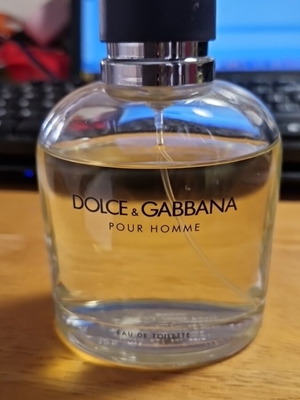 DOLCE & GABBANA
POUR HOMME
EAU DE TOILETTE